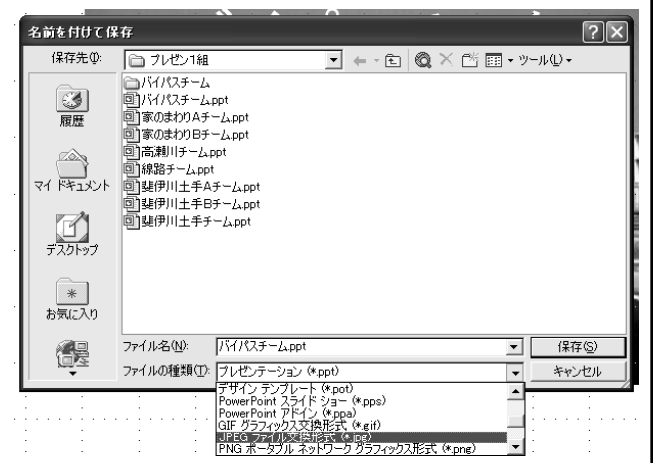 名前を付けて保存
保存先(I):
プレゼン1組
ツール(L)
履歴
マイ ドキュメント
デスクトップ
お気に入り
バイパスチーム
バイパスチーム.ppt
家のまわりAチーム.ppt
家のまわりBチーム.ppt
高瀬川チーム.ppt
線路チーム.ppt
斐伊川土手Aチーム.ppt
斐伊川土手Bチーム.ppt
斐伊川土手チーム.ppt
ファイル名(N):
バイパスチーム.ppt
保存(S)
ファイルの種類(T):
プレゼンテーション (*.ppt)
キャンセル
デザイン テンプレート (*.pot)
PowerPoint スライド ショー (*.pps)
PowerPoint アドイン (*.ppa)
GIF グラフィックス交換形式 (*.gif)
JPEG ファイル交換形式 (*.jpg)
PNG ポータブル ネットワーク グラフィックス形式 (*.png)